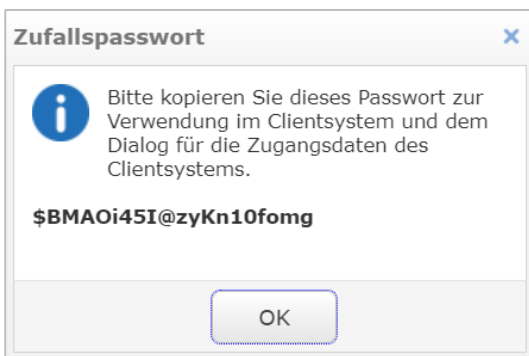 Zufallspasswort
Bitte kopieren Sie dieses Passwort zur
Verwendung im Clientsystem und dem
Dialog für die Zugangsdaten des
Clientsystems.
$BMAOi45I@zyKn10fomg
OK